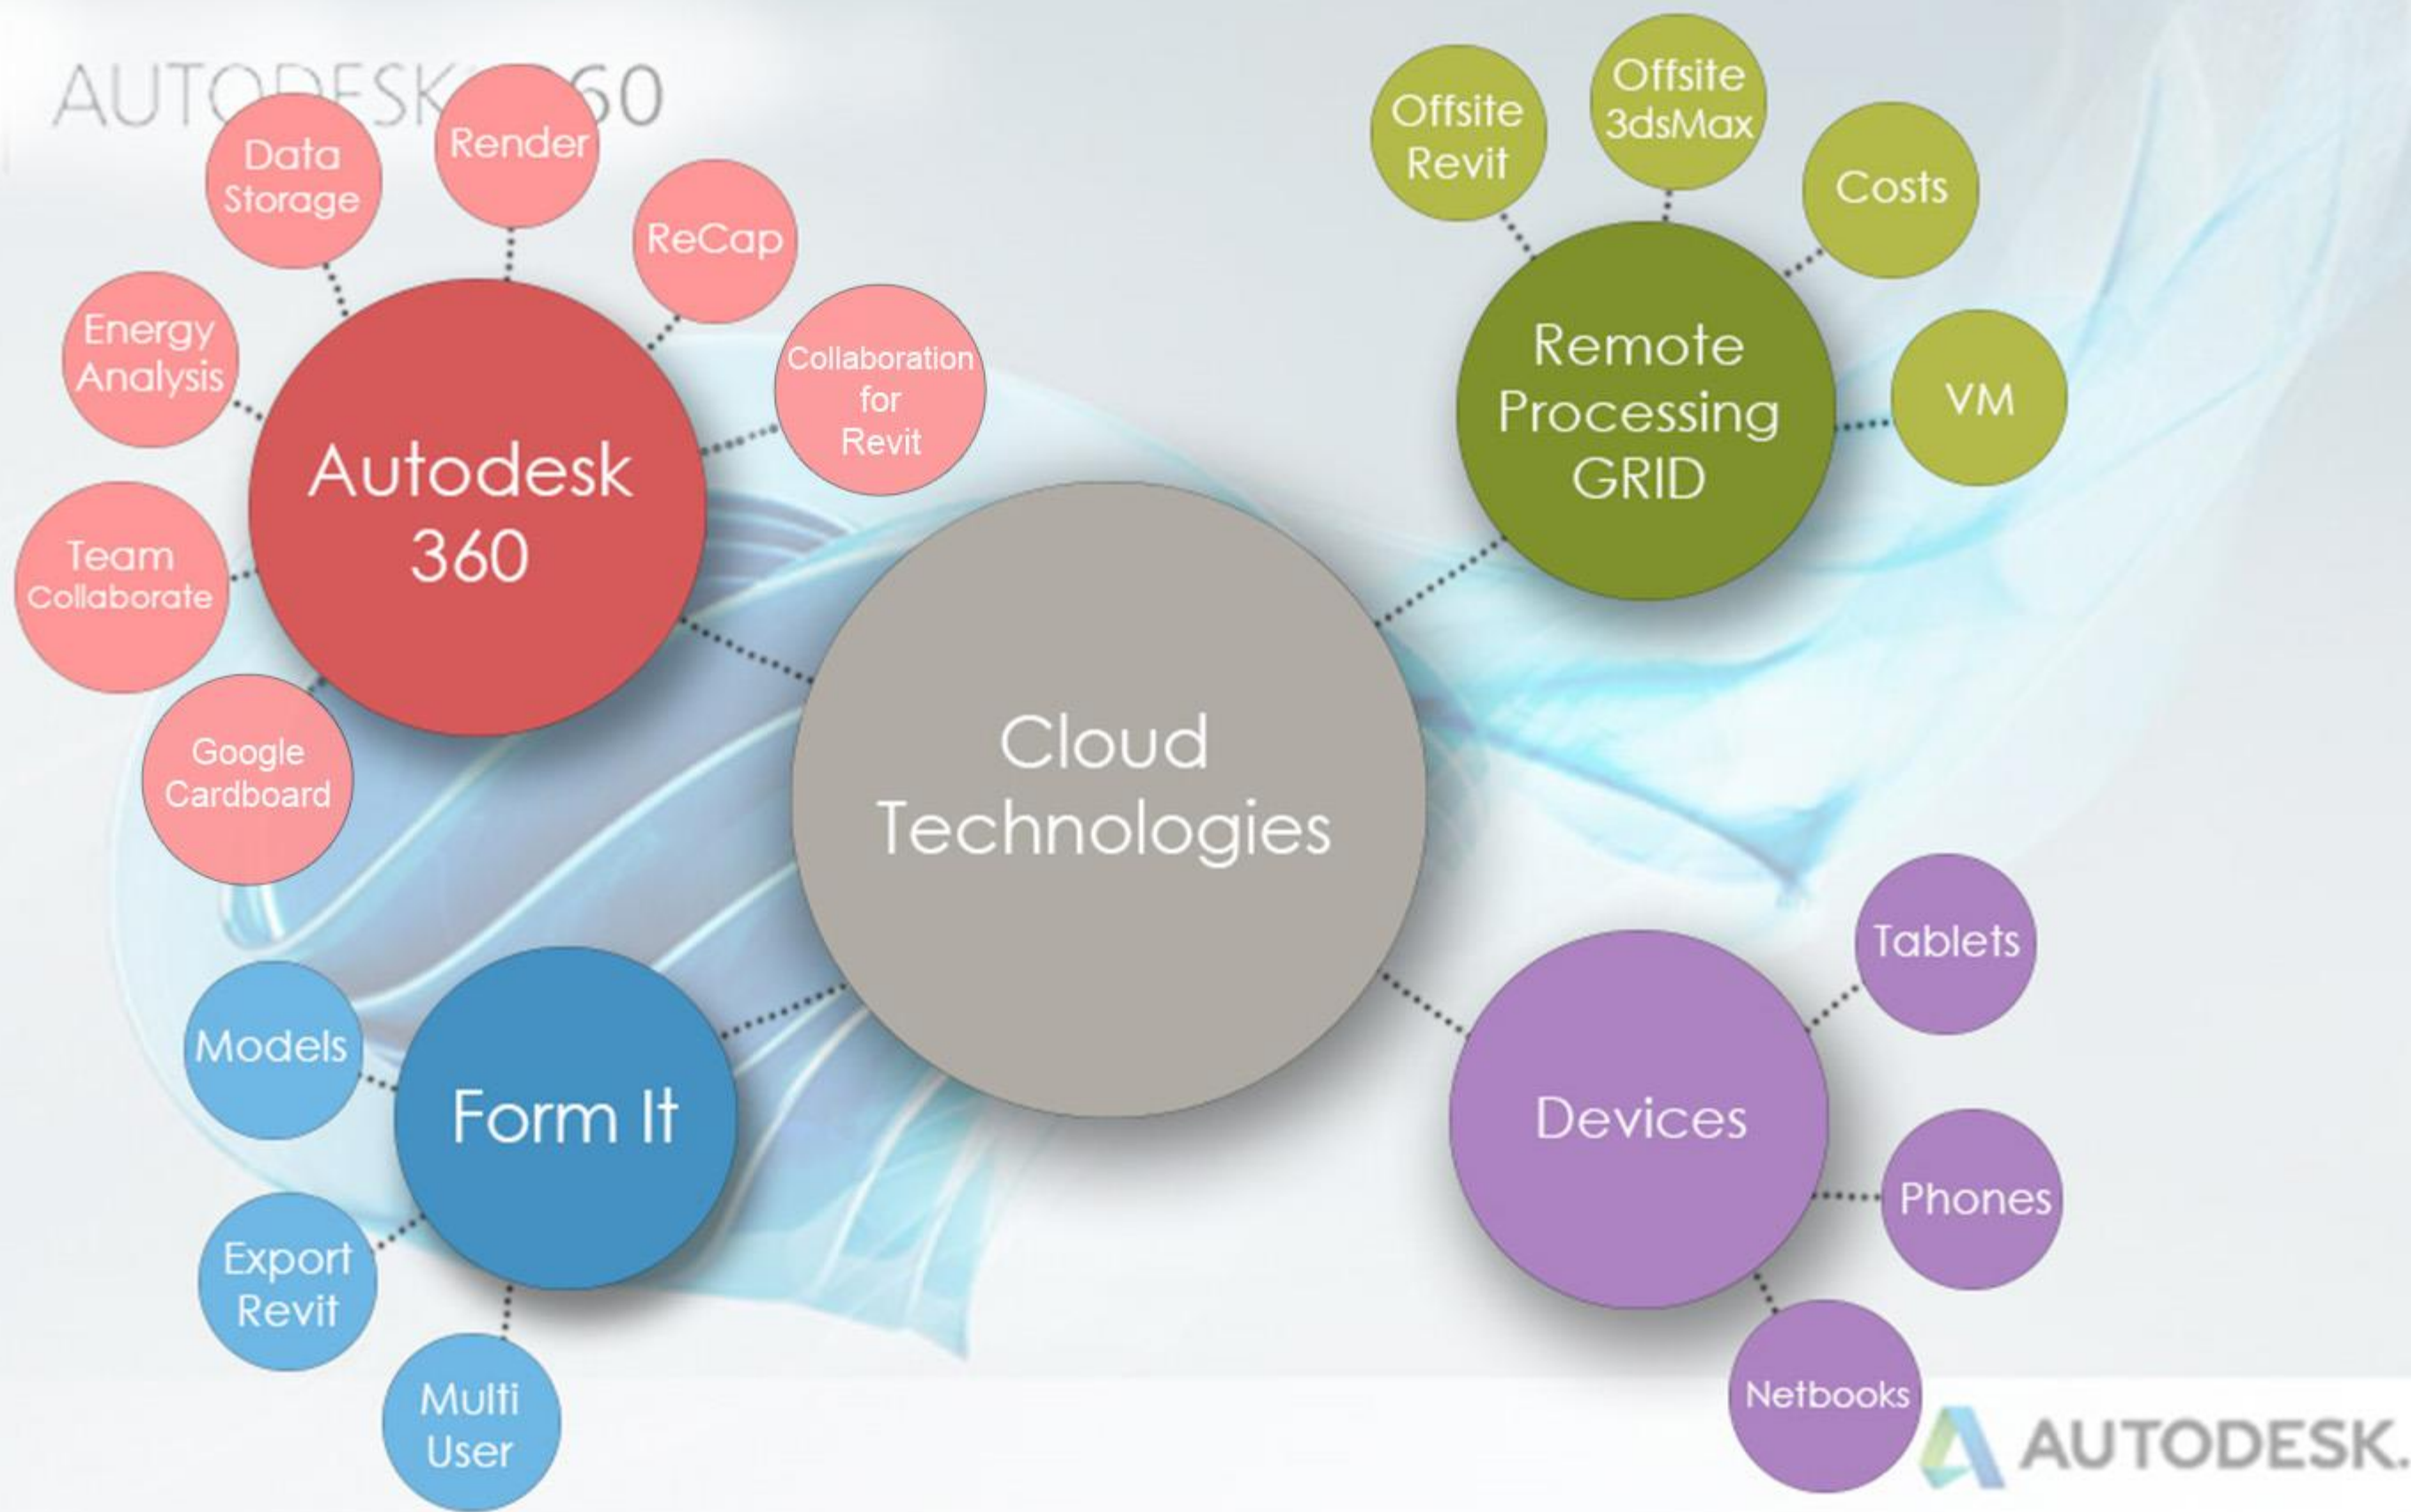 AUTODESK 360
Data
Storage
Render
ReCap
Energy
Analysis
Collaboration
for
Revit
Autodesk
360
Team
Collaborate
Google
Cardboard
Offsite
Revit
Offsite
3dsMax
Costs
VM
Remote
Processing
GRID
Cloud
Technologies
Models
Form It
Export
Revit
Multi
User
Devices
Tablets
Phones
Netbooks
AUTODESK.